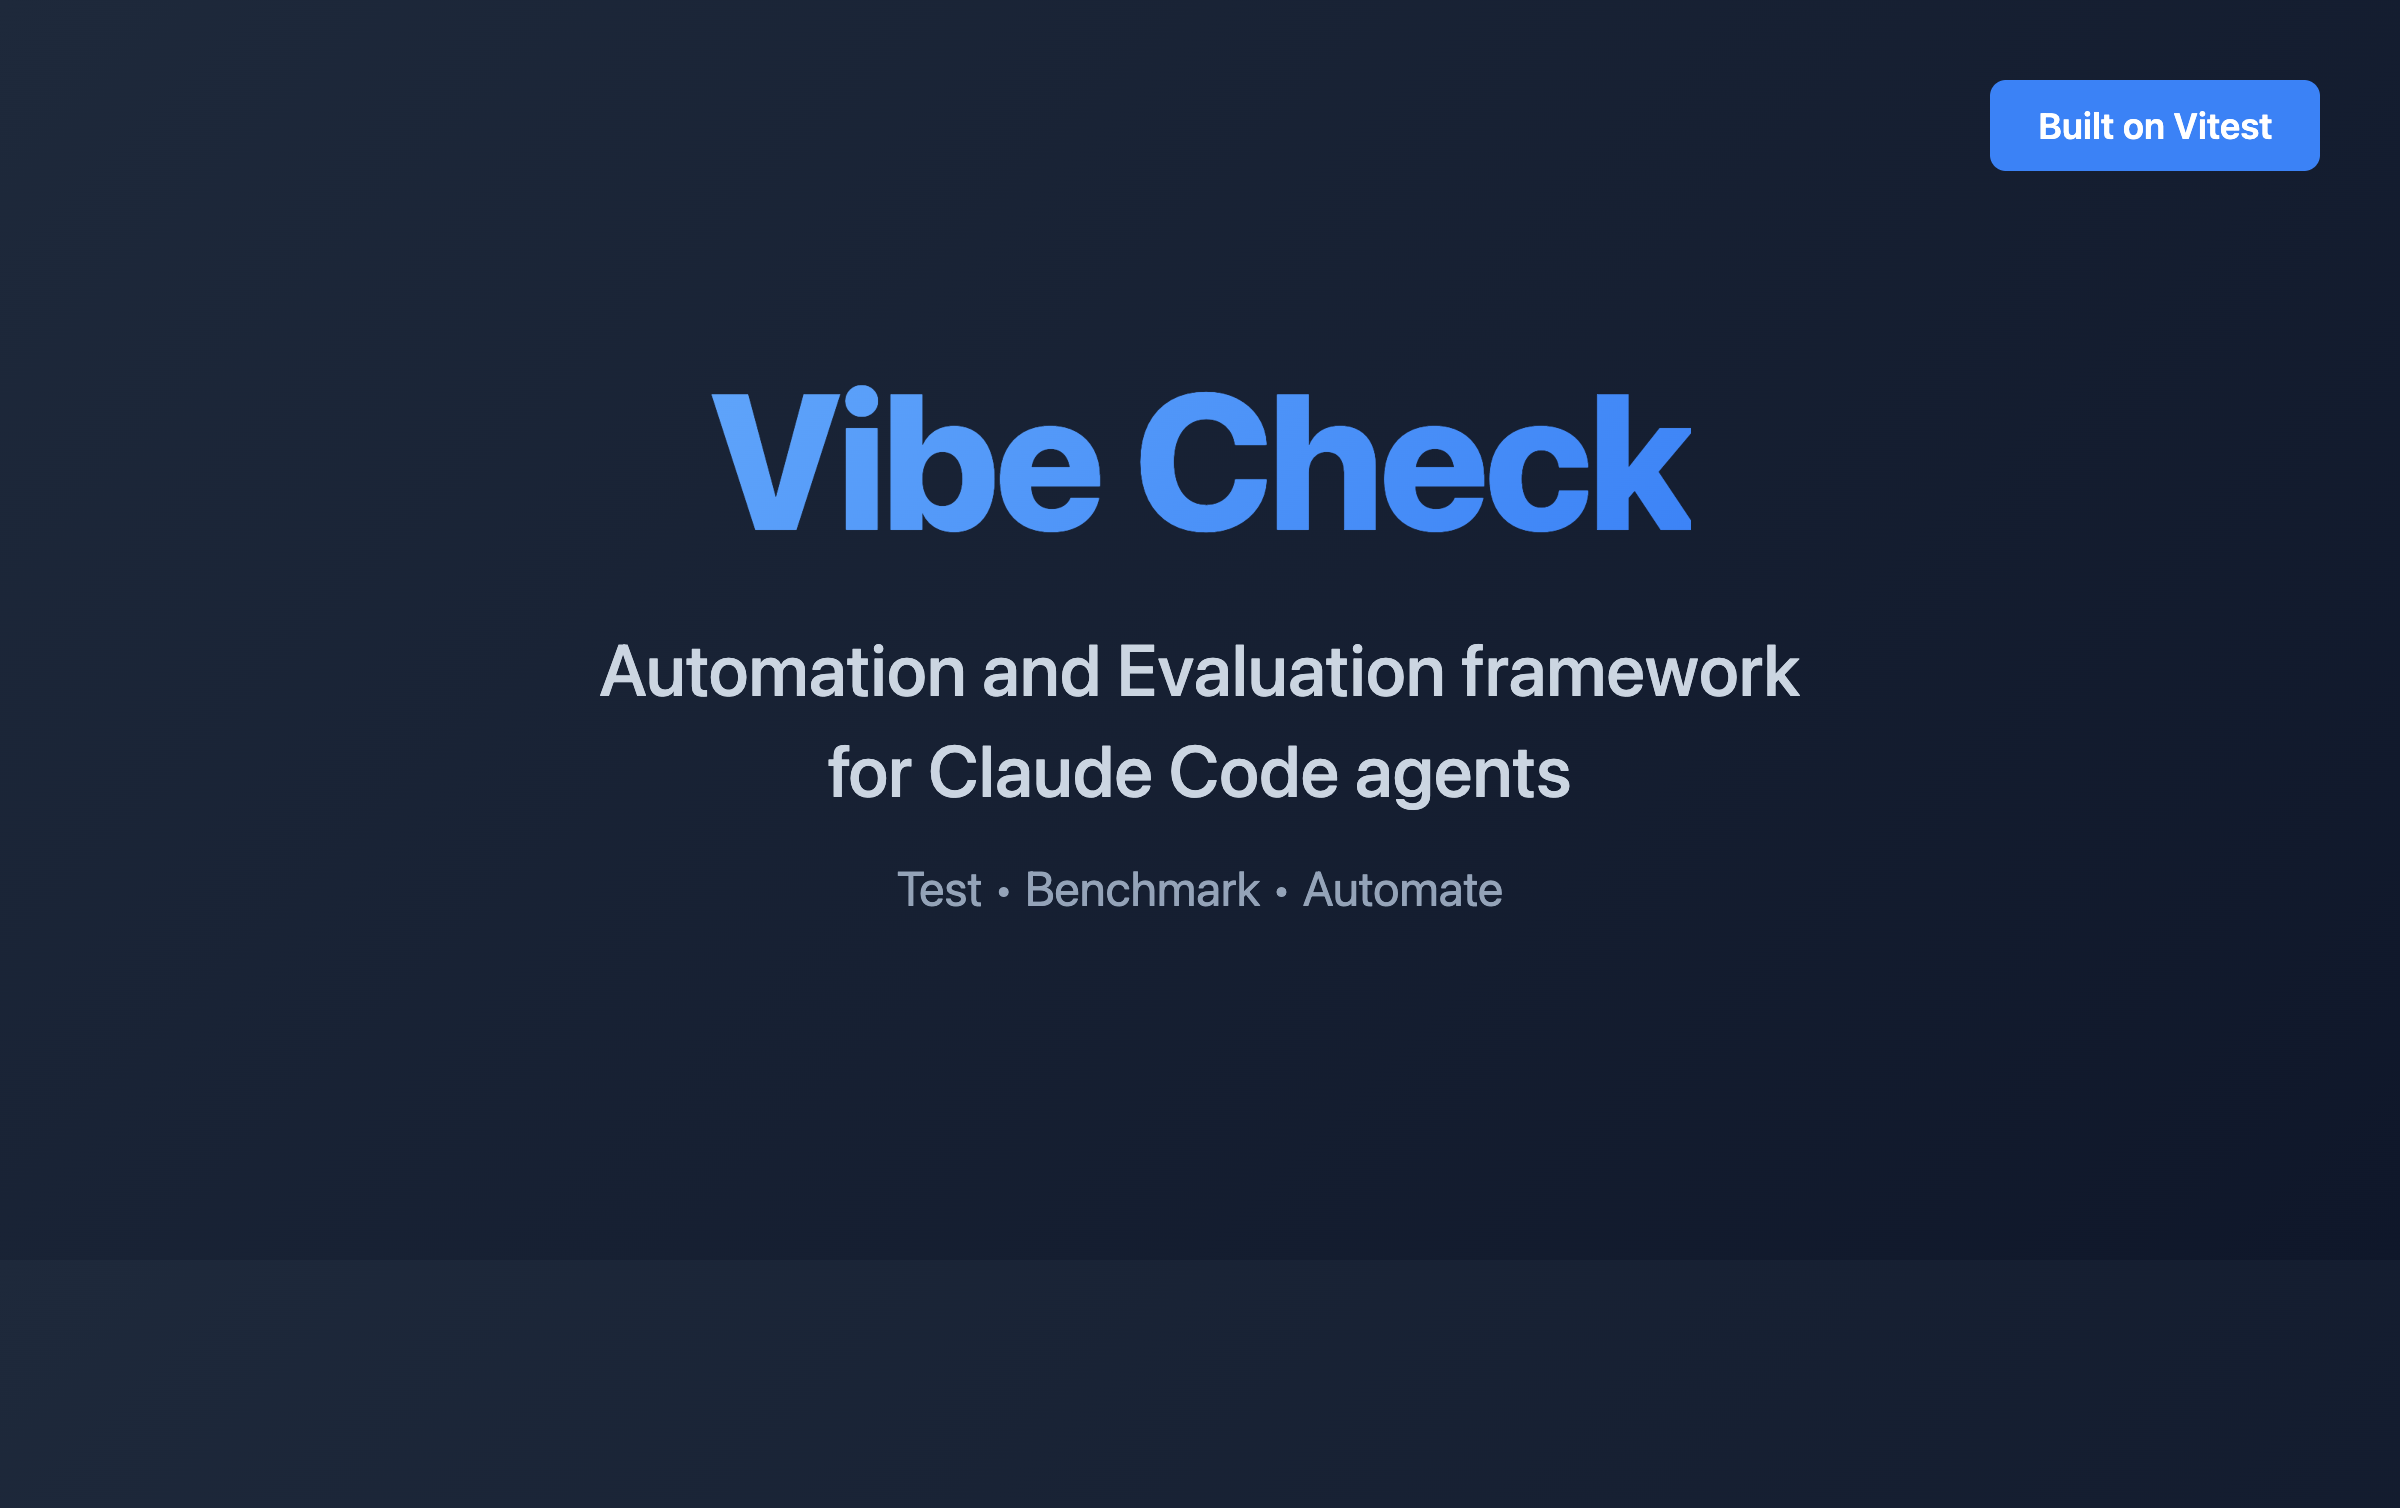 Built on Vitest
Vibe Check
Automation and Evaluation framework
for Claude Code agents
Test • Benchmark • Automate